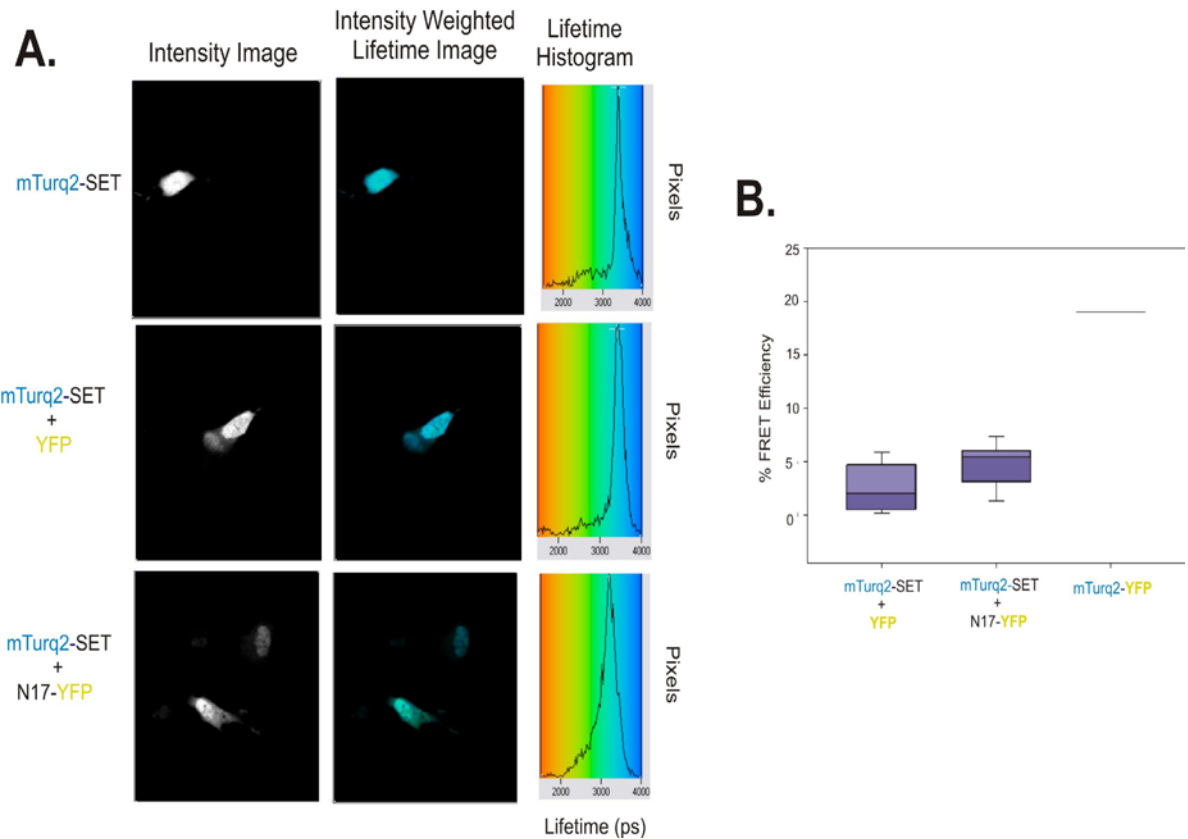 A.
Intensity Image
Intensity Weighted
Lifetime Image
Lifetime
Histogram
mTurq2-SET
Pixels
2000 3000 4000
mTurq2-SET
+
YFP
Pixels
2000 3000 4000
mTurq2-SET
+
N17-YFP
Pixels
2000 3000 4000
Lifetime (ps)
B.
% FRET Efficiency
25
20
15
10
5
0
mTurq2-SET
+
YFP
mTurq2-SET
+
N17-YFP
mTurq2-YFP